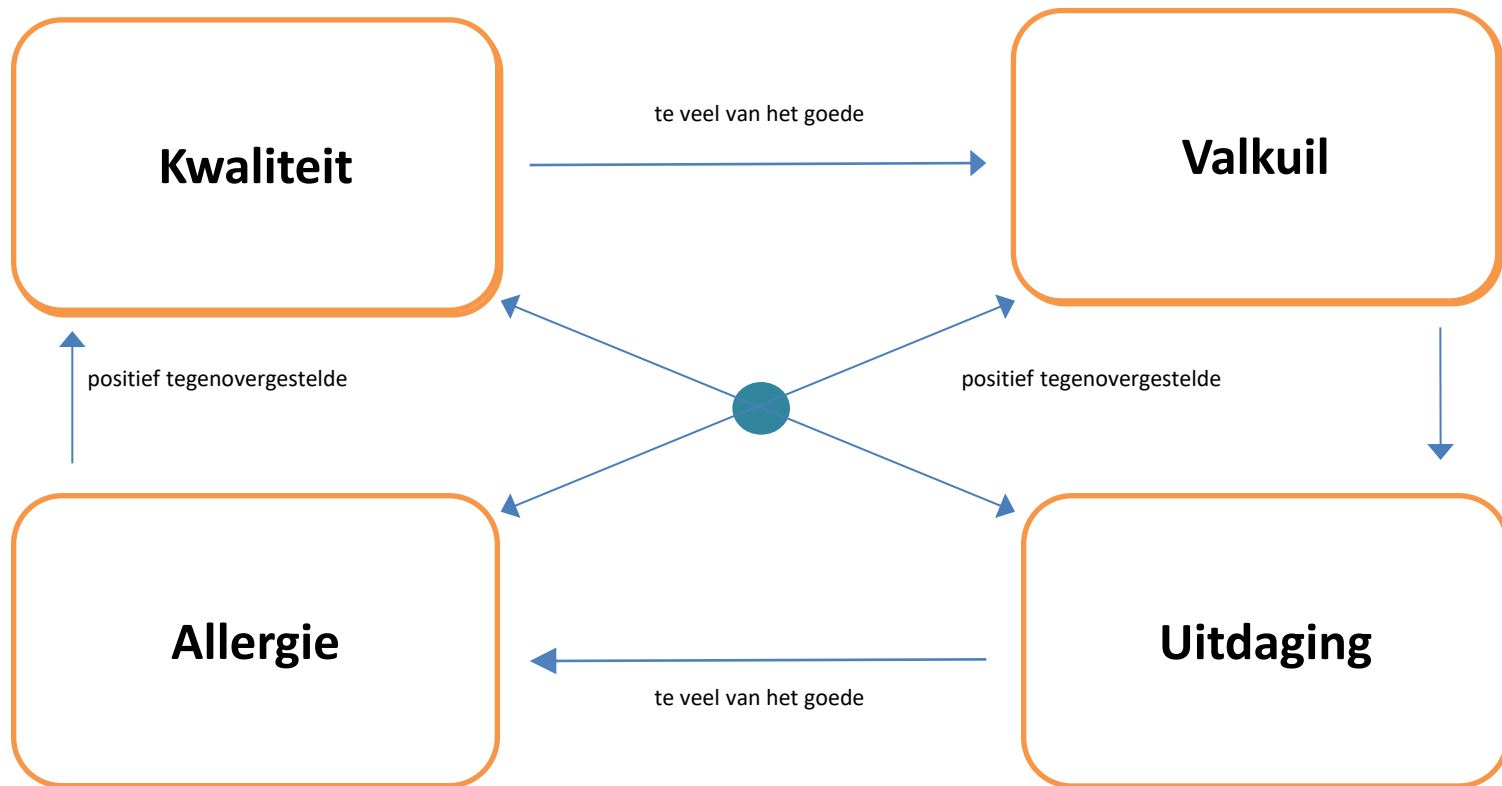 te veel van het goede
Kwaliteit
Valkuil
positief tegenovergestelde
positief tegenovergestelde
Allergie
Uitdaging
te veel van het goede